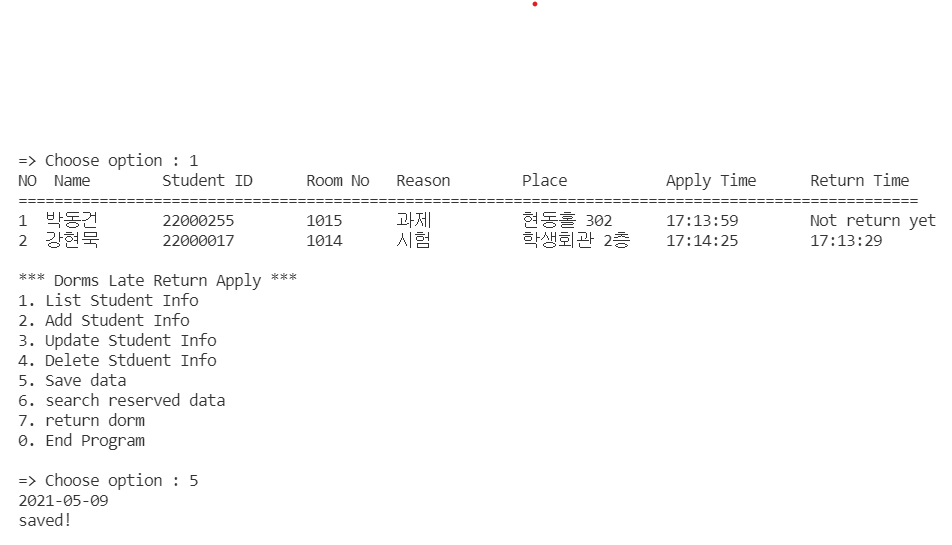 => Choose option : 1
NO  Name        Student ID      Room No   Reason        Place           Apply Time      Return Time
====================================================================================================
1  박동건       22000255        1015      과제          현동홀 302      17:13:59        Not return yet
2  강현묵       22000017        1014      시험          학생회관 2층    17:14:25        17:13:29
*** Dorms Late Return Apply ***
1. List Student Info
2. Add Student Info
3. Update Student Info
4. Delete Stduent Info
5. Save data
6. search reserved data
7. return dorm
0. End Program
=> Choose option : 5
2021-05-09
saved!